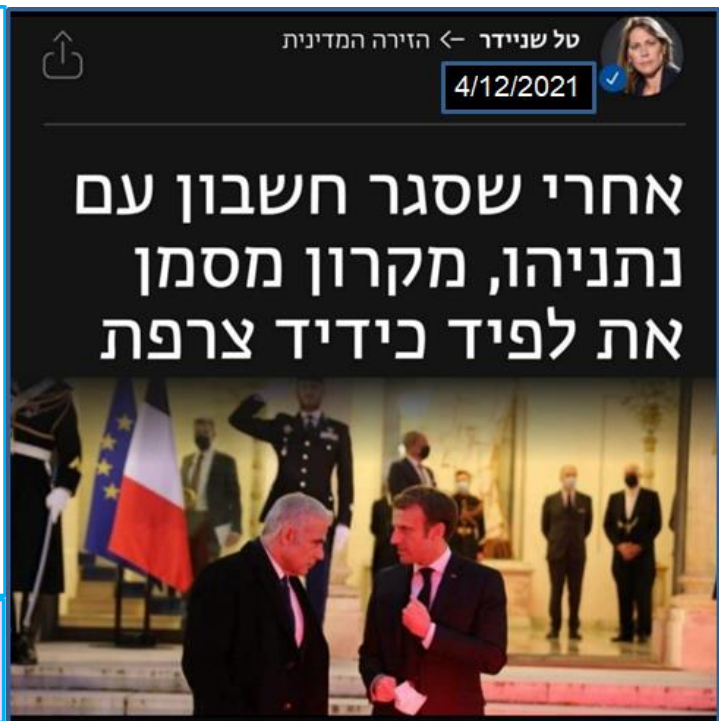 טל שניידר -> הזירה המדינית
4/12/2021
אחרי שסגר חשבון עם
נתניהו, מקרון מסמן
את לפיד כידיד צרפת